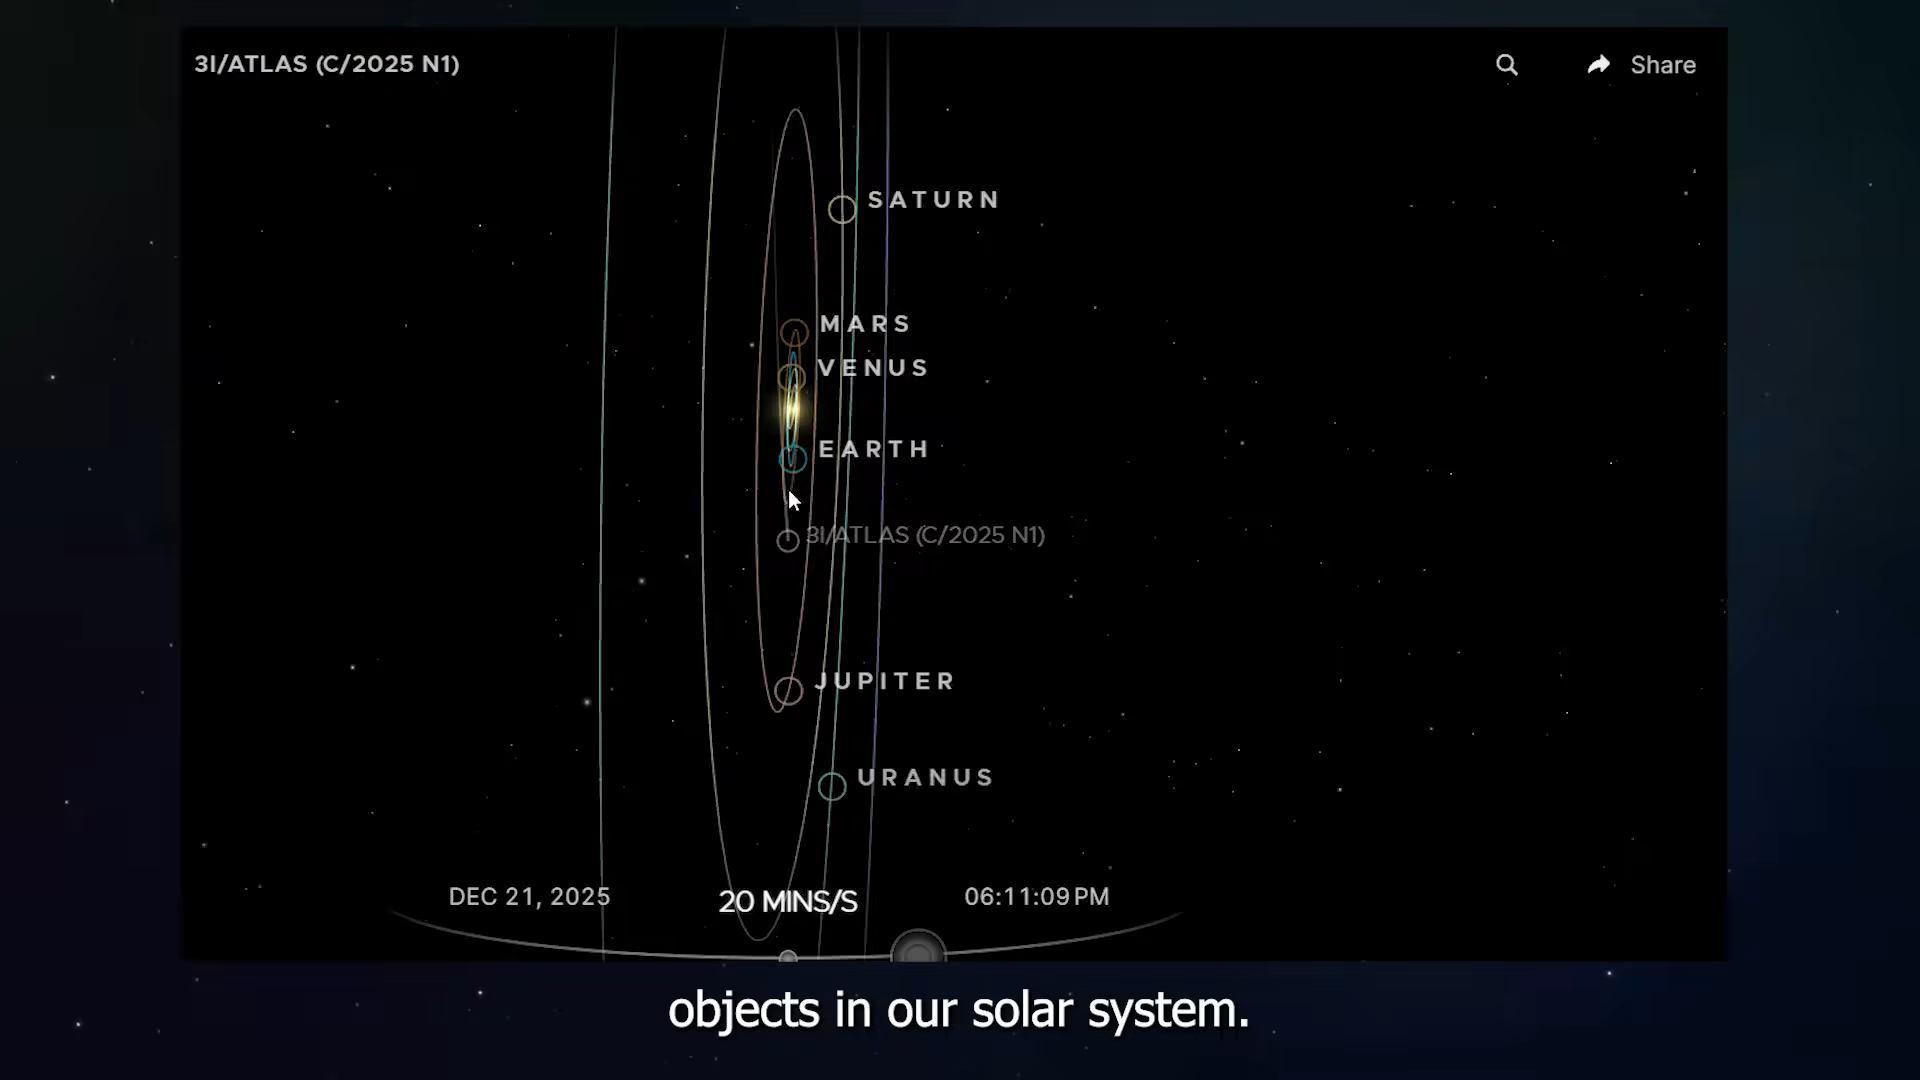 3I/ATLAS (C/2025 N1)
Share
SATURN
MARS
VENUS
EARTH
3I/ATLAS (C/2025 N1)
JUPITER
URANUS
DEC 21, 2025
20 MINS/S
06:11:09 PM
objects in our solar system.